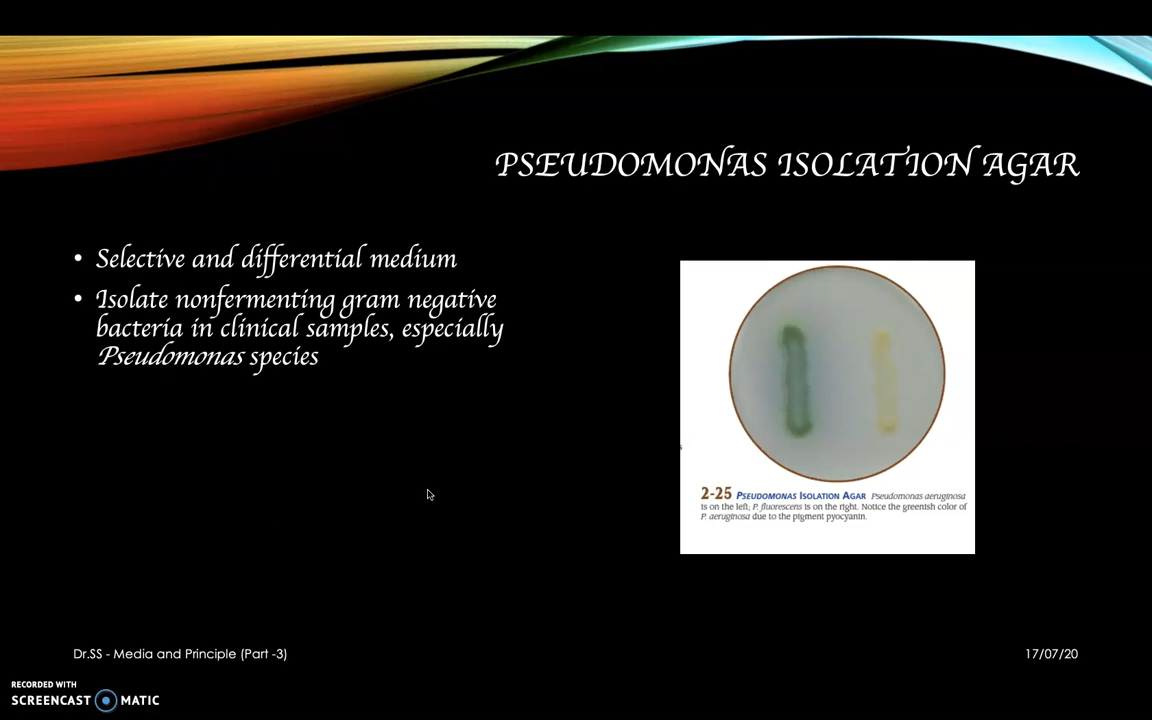 PSEUDOMONAS ISOLATION AGAR
• Selective and differential medium
• Isolate nonfermenting gram negative
bacteria in clinical samples, especially
Pseudomonas species
2-25 PSEUDOMONAS ISOLATION AGAR Pseudomonas aeruginosa
is on the left; P. fluorescens is on the right. Notice the greenish color of
P. aeruginosa due to the pigment pyocyanin.
Dr.SS - Media and Principle (Part -3)
17/07/20
RECORDED WITH
SCREENCAST MATIC